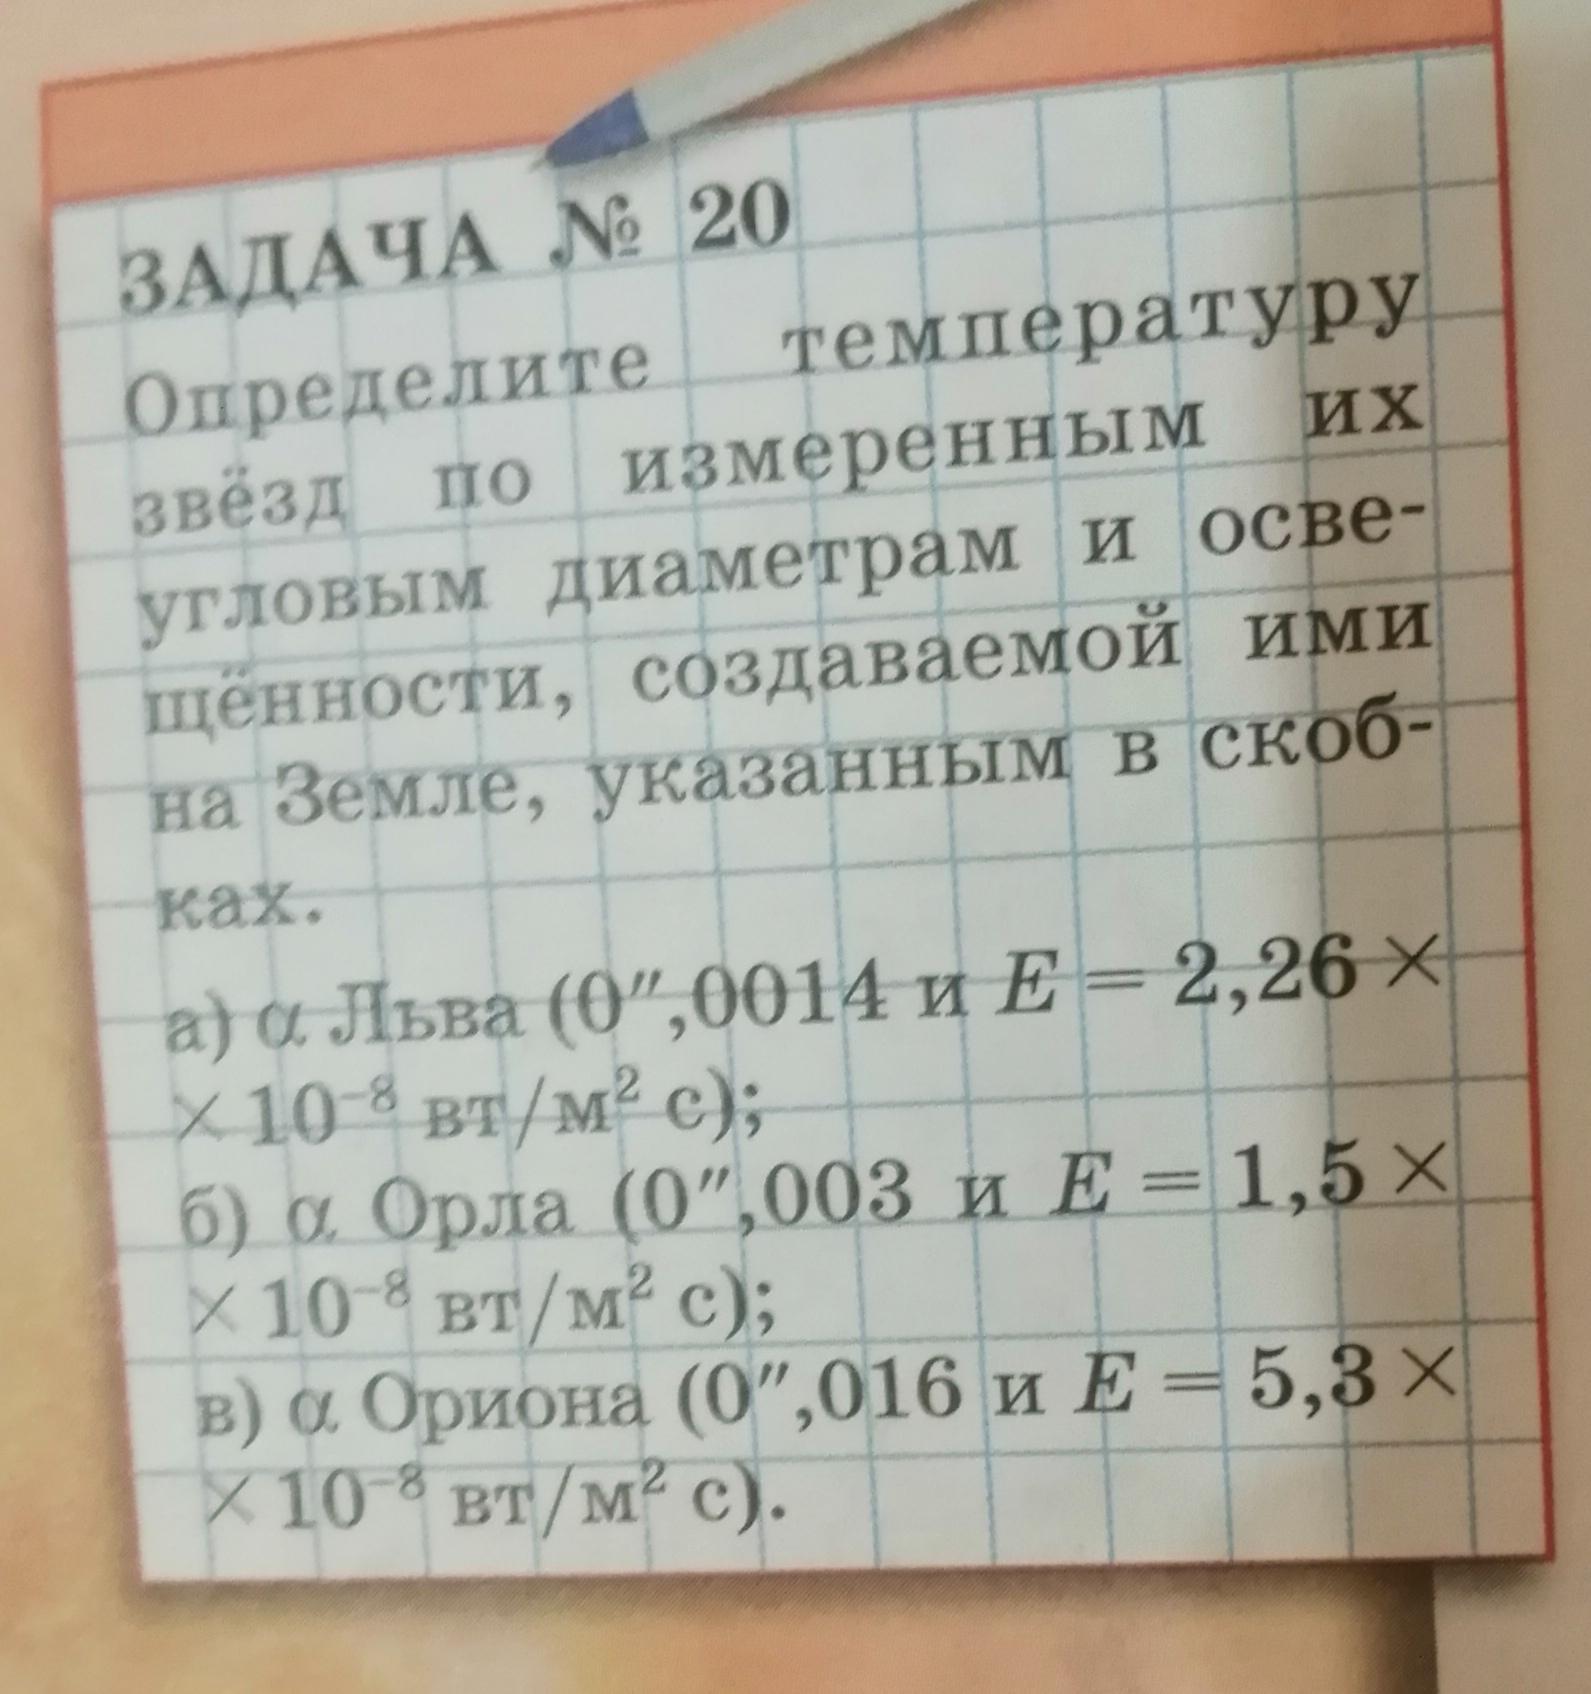 ЗАДАЧА № 20
Определите температуру
звёзд по измеренным их
угловым диаметрам и осве-
щённости, создаваемой ими
на Земле, указанным в скоб-
ках.
а) α Льва (0″,0014 и E = 2,26 ×
× 10⁻⁸ вт/м² с);
б) α Орла (0″,003 и E = 1,5 ×
× 10⁻⁸ вт/м² с);
в) α Ориона (0″,016 и E = 5,3 ×
× 10⁻⁸ вт/м² с).